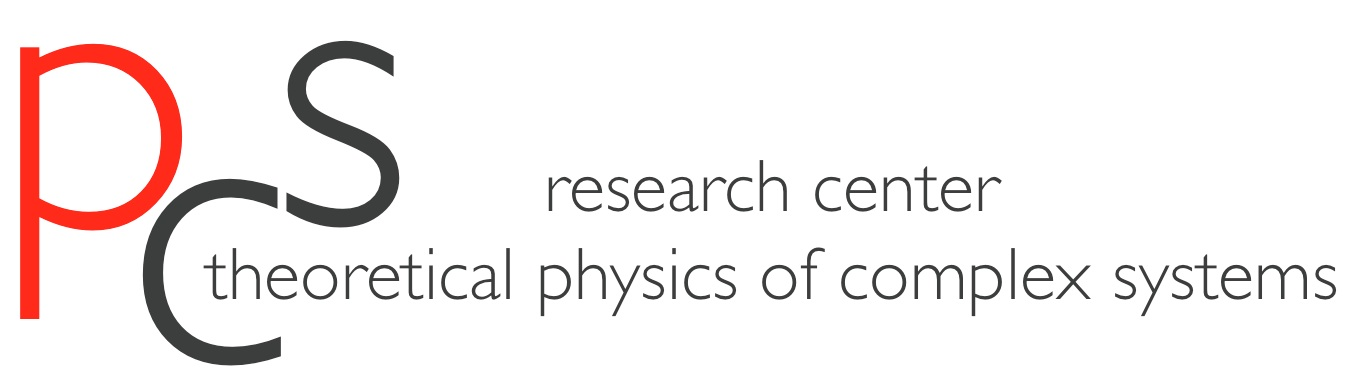 pcs
research center
theoretical physics of complex systems